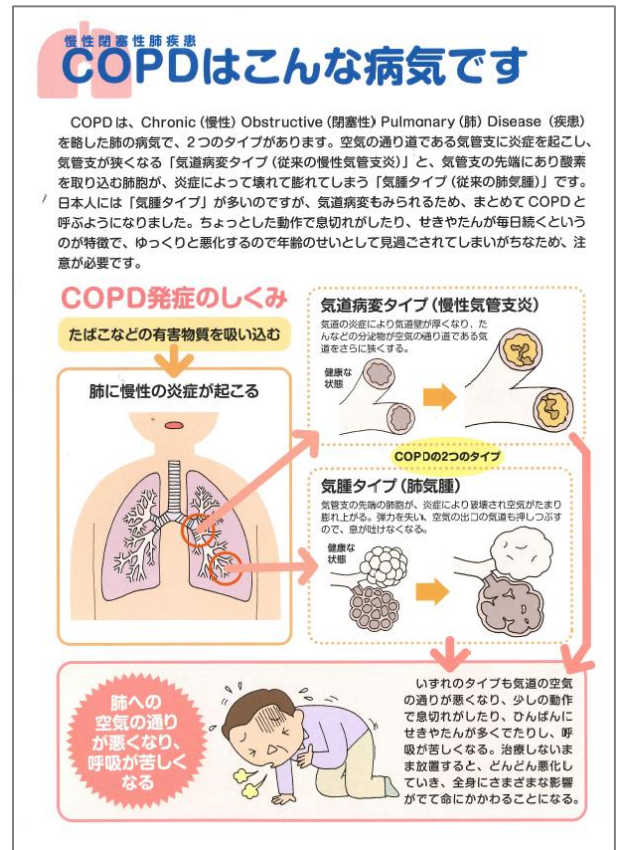 慢性閉塞性肺疾患
COPDはこんな病気です
COPDは、Chronic（慢性）Obstructive（閉塞性）Pulmonary（肺）Disease（疾患）
を略した肺の病気で、2つのタイプがあります。空気の通り道である気管支に炎症を起こし、
気管支が狭くなる「気道病変タイプ（従来の慢性気管支炎）」と、気管支の先端にあり酸素
を取り込む肺胞が、炎症によって壊れて膨れてしまう「気腫タイプ（従来の肺気腫）」です。
日本人には「気腫タイプ」が多いのですが、気道病変もみられるため、まとめてCOPDと
呼ぶようになりました。ちょっとした動作で息切れがしたり、せきやたんが毎日続くという
のが特徴で、ゆっくりと悪化するので年齢のせいとして見過ごされてしまいがちなため、注
意が必要です。
COPD発症のしくみ
たばこなどの有害物質を吸い込む
肺に慢性の炎症が起こる
気道病変タイプ（慢性気管支炎）
気道の炎症により気道壁が厚くなり、た
んなどの分泌物が空気の通り道である気
道をさらに狭くする。
健康な
状態
COPDの2つのタイプ
気腫タイプ（肺気腫）
気管支の先端の肺胞が、炎症により破壊され空気がたまり
膨れ上がる。弾力を失い、空気の出口の気道も押しつぶす
ので、息が吐けなくなる。
健康な
状態
肺への
空気の通り
が悪くなり、
呼吸が苦しく
なる
いずれのタイプも気道の空気
の通りが悪くなり、少しの動作
で息切れがしたり、ひんぱんに
せきやたんが多くでたりし、呼
吸が苦しくなる。治療しないま
ま放置すると、どんどん悪化し
ていき、全身にさまざまな影響
がでて命にかかわることになる。